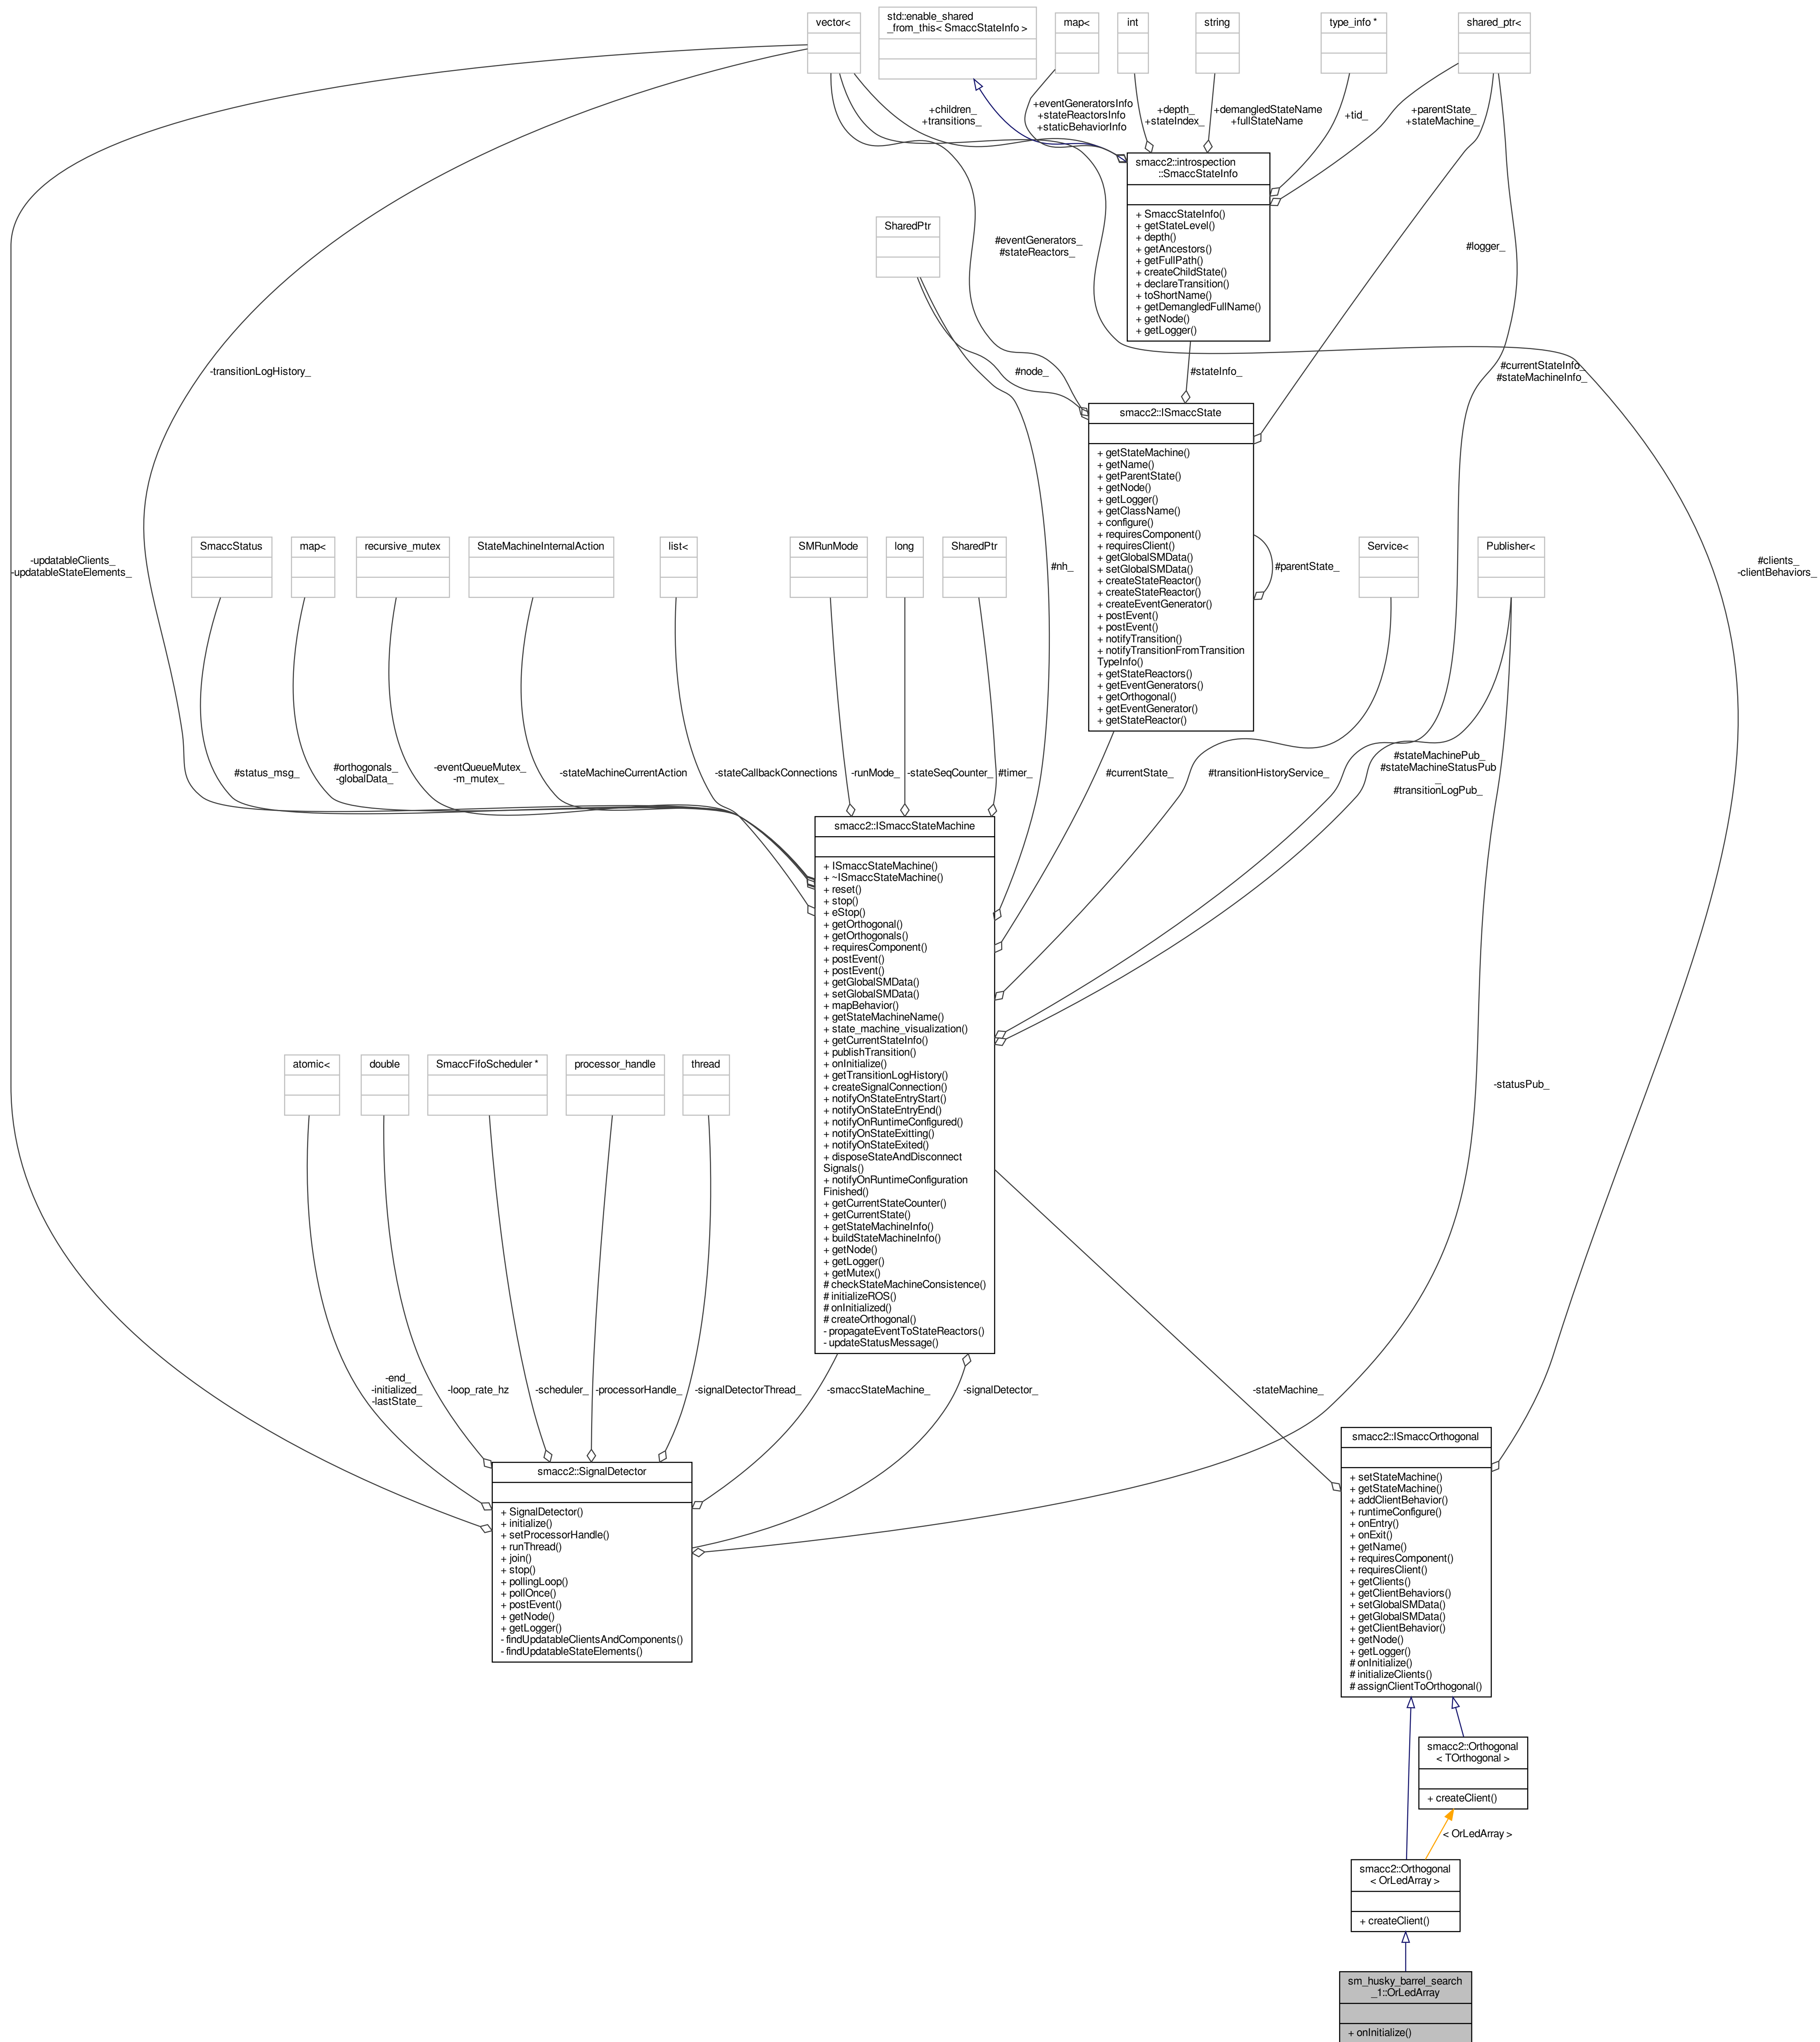 vector<
std::enable_shared
_from_this< SmaccStateInfo >
map<
int
string
type_info *
shared_ptr<
+children_
+transitions_
+eventGeneratorsInfo
+stateReactorsInfo
+staticBehaviorInfo
+depth_
+stateIndex_
+demangledStateName
+fullStateName
+tid_
+parentState_
+stateMachine_
smacc2::introspection
::SmaccStateInfo
+ SmaccStateInfo()
+ getStateLevel()
+ depth()
+ getAncestors()
+ getFullPath()
+ createChildState()
+ declareTransition()
+ toShortName()
+ getDemangledFullName()
+ getNode()
+ getLogger()
SharedPtr
#eventGenerators_
#stateReactors_
#logger_
-transitionLogHistory_
#node_
#stateInfo_
#currentStateInfo_
#stateMachineInfo_
smacc2::ISmaccState
+ getStateMachine()
+ getName()
+ getParentState()
+ getNode()
+ getLogger()
+ getClassName()
+ configure()
+ requiresComponent()
+ requiresClient()
+ getGlobalSMData()
+ setGlobalSMData()
+ createStateReactor()
+ createStateReactor()
+ createEventGenerator()
+ postEvent()
+ postEvent()
+ notifyTransition()
+ notifyTransitionFromTransition
TypeInfo()
+ getStateReactors()
+ getEventGenerators()
+ getOrthogonal()
+ getEventGenerator()
+ getStateReactor()
#parentState_
-updatableClients_
-updatableStateElements_
SmaccStatus
map<
recursive_mutex
StateMachineInternalAction
list<
SMRunMode
long
SharedPtr
#nh_
Service<
Publisher<
#clients_
-clientBehaviors_
#status_msg_
#orthogonals_
-globalData_
-eventQueueMutex_
-m_mutex_
-stateMachineCurrentAction
-stateCallbackConnections
-runMode_
-stateSeqCounter_
#timer_
#currentState_
#transitionHistoryService_
#stateMachinePub_
#stateMachineStatusPub
_
#transitionLogPub_
smacc2::ISmaccStateMachine
+ ISmaccStateMachine()
+ ~ISmaccStateMachine()
+ reset()
+ stop()
+ eStop()
+ getOrthogonal()
+ getOrthogonals()
+ requiresComponent()
+ postEvent()
+ postEvent()
+ getGlobalSMData()
+ setGlobalSMData()
+ mapBehavior()
+ getStateMachineName()
+ state_machine_visualization()
+ getCurrentStateInfo()
+ publishTransition()
+ onInitialize()
+ getTransitionLogHistory()
+ createSignalConnection()
+ notifyOnStateEntryStart()
+ notifyOnStateEntryEnd()
+ notifyOnRuntimeConfigured()
+ notifyOnStateExitting()
+ notifyOnStateExited()
+ disposeStateAndDisconnect
Signals()
+ notifyOnRuntimeConfiguration
Finished()
+ getCurrentStateCounter()
+ getCurrentState()
+ getStateMachineInfo()
+ buildStateMachineInfo()
+ getNode()
+ getLogger()
+ getMutex()
# checkStateMachineConsistence()
# initializeROS()
# onInitialized()
# createOrthogonal()
- propagateEventToStateReactors()
- updateStatusMessage()
atomic<
double
SmaccFifoScheduler *
processor_handle
thread
-statusPub_
-end_
-initialized_
-lastState_
-loop_rate_hz
-scheduler_
-processorHandle_
-signalDetectorThread_
-smaccStateMachine_
-signalDetector_
-stateMachine_
smacc2::SignalDetector
+ SignalDetector()
+ initialize()
+ setProcessorHandle()
+ runThread()
+ join()
+ stop()
+ pollingLoop()
+ pollOnce()
+ postEvent()
+ getNode()
+ getLogger()
- findUpdatableClientsAndComponents()
- findUpdatableStateElements()
smacc2::ISmaccOrthogonal
+ setStateMachine()
+ getStateMachine()
+ addClientBehavior()
+ runtimeConfigure()
+ onEntry()
+ onExit()
+ getName()
+ requiresComponent()
+ requiresClient()
+ getClients()
+ getClientBehaviors()
+ setGlobalSMData()
+ getGlobalSMData()
+ getClientBehavior()
+ getNode()
+ getLogger()
# onInitialize()
# initializeClients()
# assignClientToOrthogonal()
smacc2::Orthogonal
< TOrthogonal >
+ createClient()
< OrLedArray >
smacc2::Orthogonal
< OrLedArray >
+ createClient()
sm_husky_barrel_search
_1::OrLedArray
+ onInitialize()